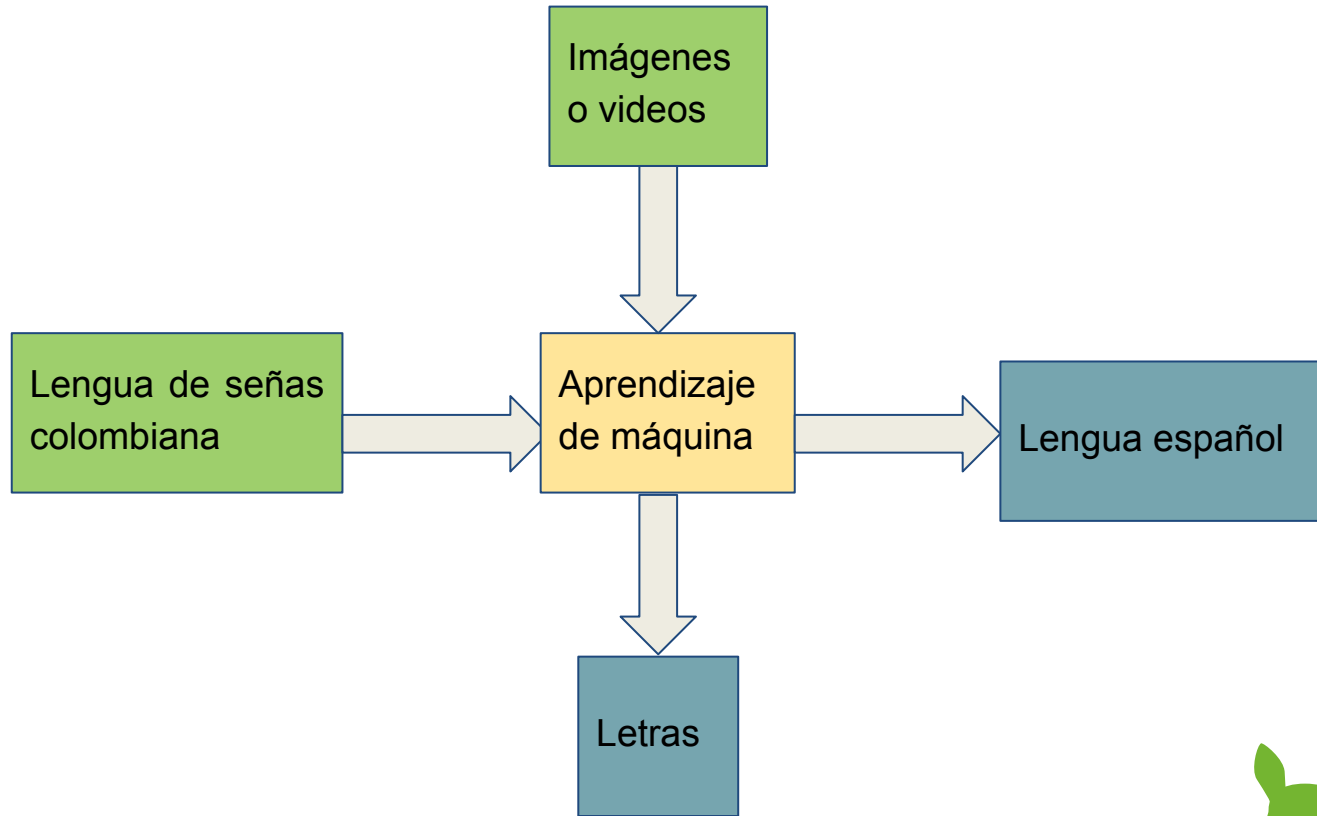 Imágenes
o videos
Lengua de señas
colombiana
Aprendizaje
de máquina
Lengua español
Letras